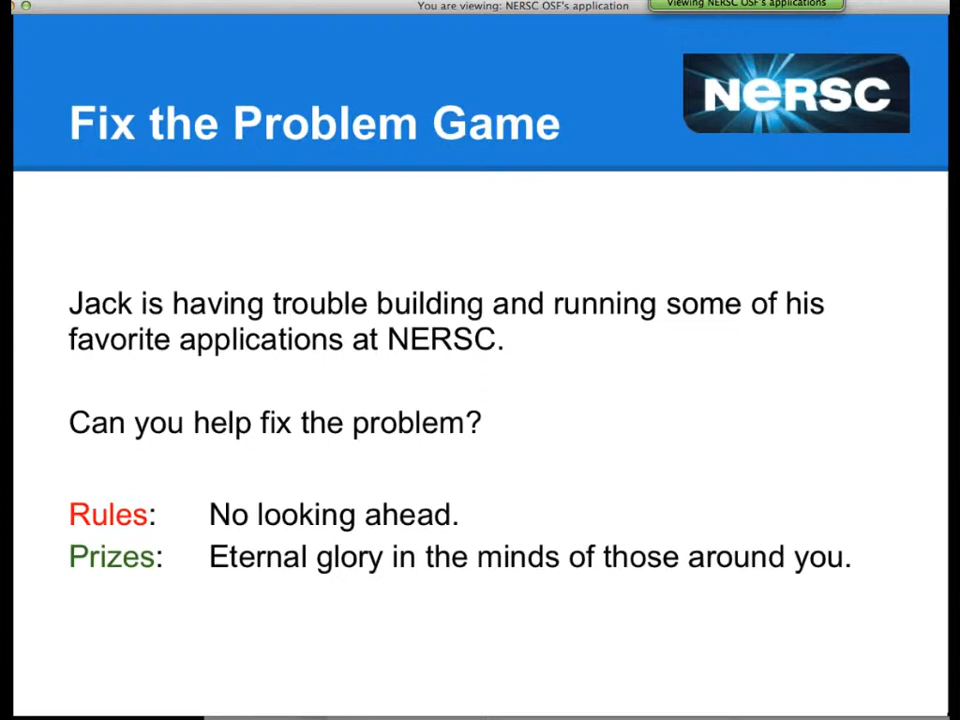 You are viewing: NERSC OSF's application
Viewing NERSC OSF's applications
Fix the Problem Game
NERSC
Jack is having trouble building and running some of his
favorite applications at NERSC.
Can you help fix the problem?
Rules: No looking ahead.
Prizes: Eternal glory in the minds of those around you.